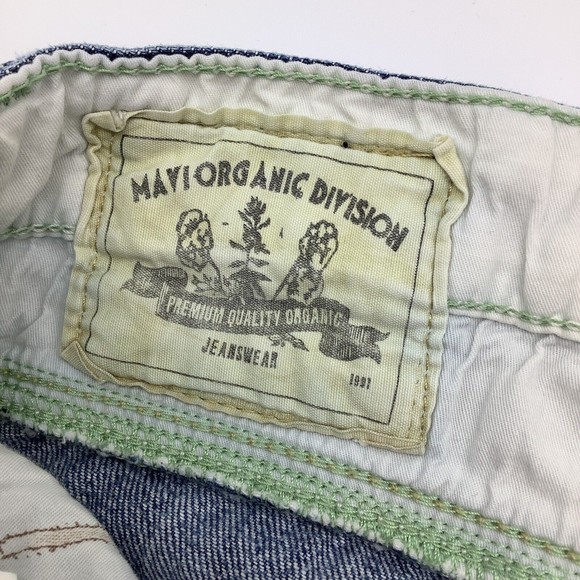 MAVI ORGANIC DIVISION
PREMIUM QUALITY ORGANIC
JEANSWEAR
1991